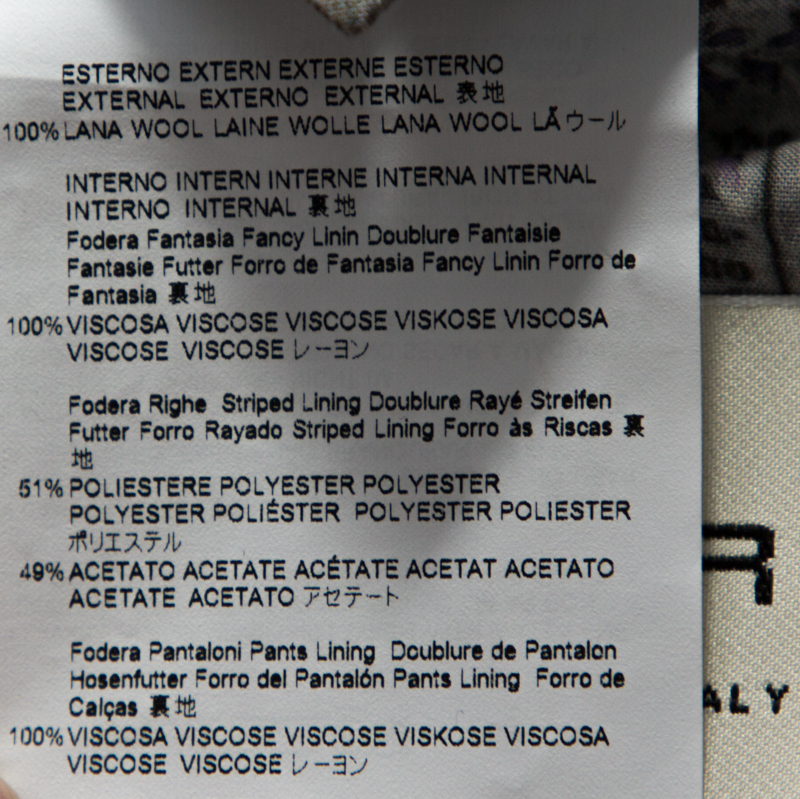 ESTERNO EXTERN EXTERNE ESTERNO
EXTERNAL EXTERNO EXTERNAL 表地
100% LANA WOOL LAINE WOLLE LANA WOOL LÃ ウール
INTERNO INTERN INTERNE INTERNA INTERNAL
INTERNO INTERNAL 裏地
Fodera Fantasia Fancy Linin Doublure Fantaisie
Fantasie Futter Forro de Fantasia Fancy Linin Forro de
Fantasia 裏地
100% VISCOSA VISCOSE VISCOSE VISKOSE VISCOSA
VISCOSE VISCOSE レーヨン
Fodera Righe Striped Lining Doublure Rayé Streifen
Futter Forro Rayado Striped Lining Forro às Riscas 裏
地
51% POLIESTERE POLYESTER POLYESTER
POLYESTER POLIÉSTER POLYESTER POLIESTER
ポリエステル
49% ACETATO ACETATE ACÉTATE ACETAT ACETATO
ACETATE ACETATO アセテート
Fodera Pantaloni Pants Lining Doublure de Pantalon
Hosenfutter Forro del Pantalón Pants Lining Forro de
Calças 裏地
100% VISCOSA VISCOSE VISCOSE VISKOSE VISCOSA
VISCOSE VISCOSE レーヨン
R
ALY